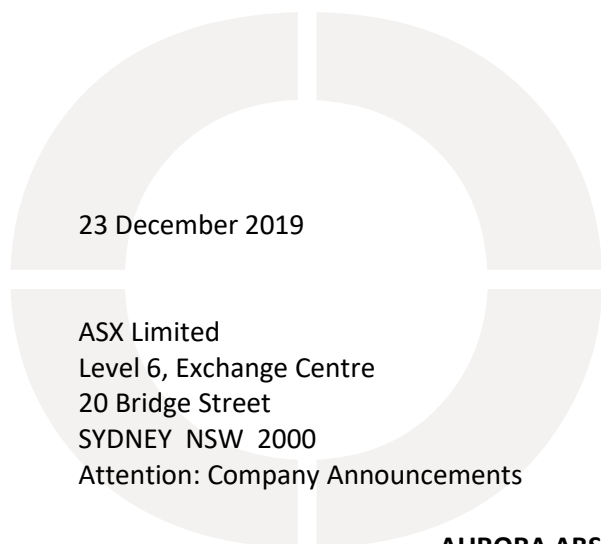 23 December 2019
ASX Limited
Level 6, Exchange Centre
20 Bridge Street
SYDNEY NSW 2000
Attention: Company Announcements